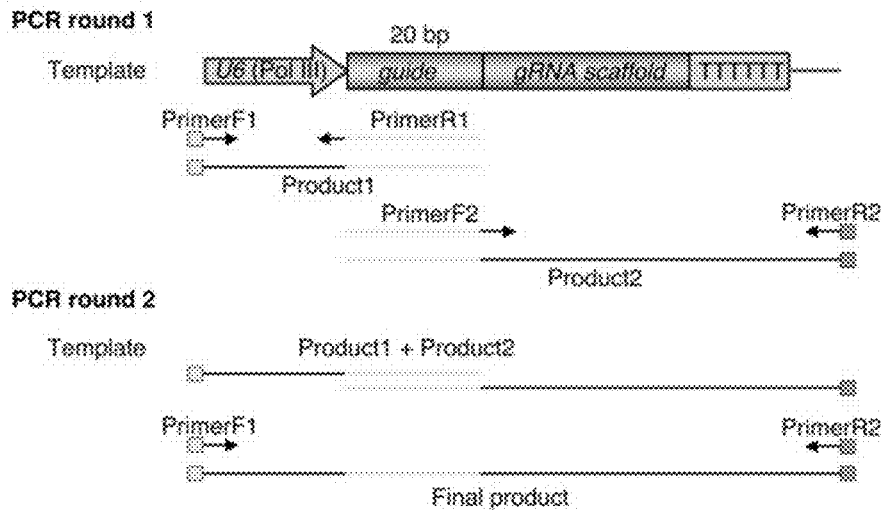 PCR round 1
20 bp
Template U6 (Pol III) guide gRNA scaffold TTTTTT
PrimerF1 PrimerR1
Product1
PrimerF2 PrimerR2
Product2
PCR round 2
Template Product1 + Product2
PrimerF1 PrimerR2
Final product